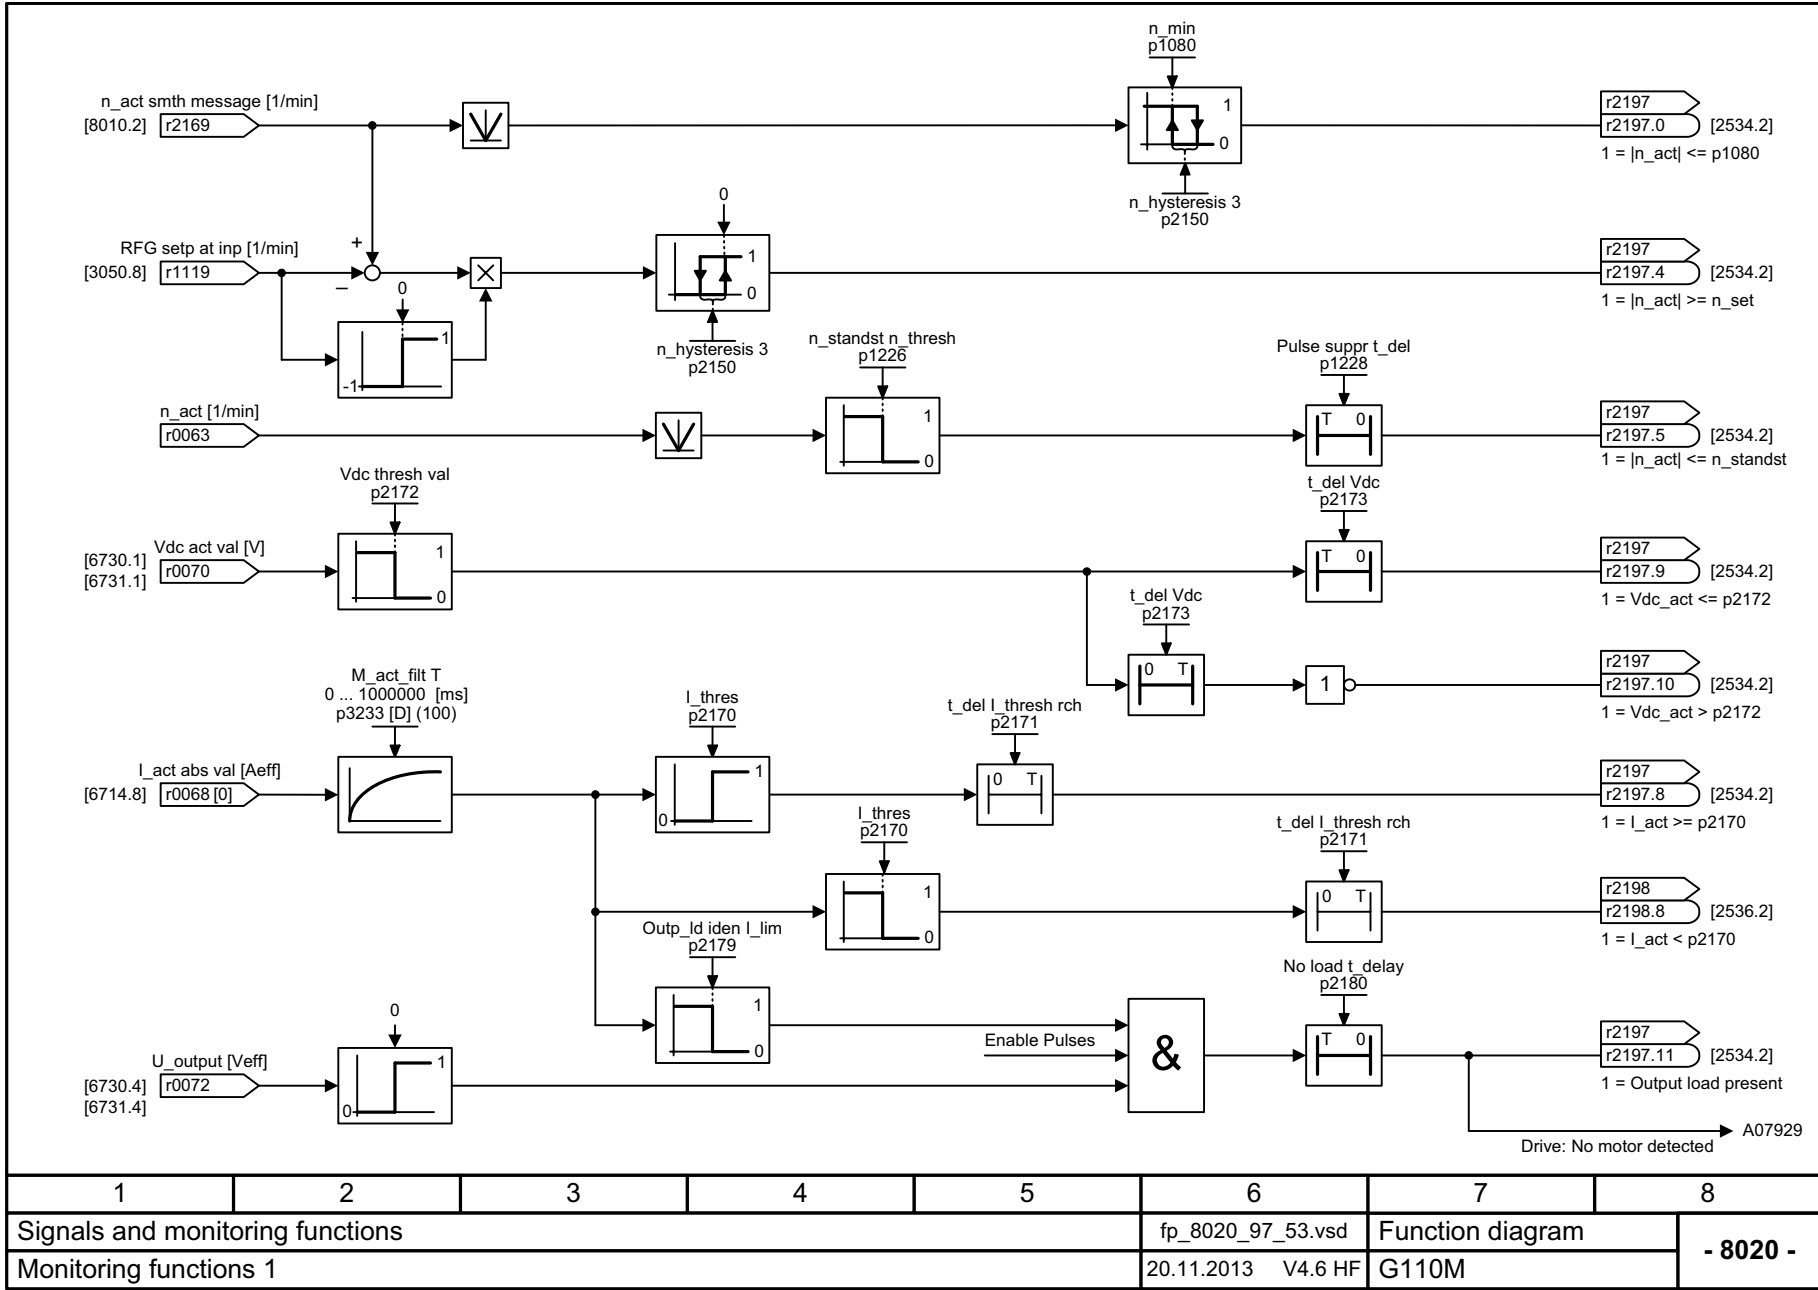 n_min
p1080
n_act smth message [1/min]
[8010.2] r2169
1
0
r2197
r2197.0 [2534.2]
1 = |n_act| <= p1080
n_hysteresis 3
p2150
0
RFG setp at inp [1/min]
[3050.8] r1119
+
–
0
1
-1
1
0
n_hysteresis 3
p2150
r2197
r2197.4 [2534.2]
1 = |n_act| >= n_set
n_standst n_thresh
p1226
Pulse suppr t_del
p1228
n_act [1/min]
r0063
1
0
T 0
r2197
r2197.5 [2534.2]
1 = |n_act| <= n_standst
Vdc thresh val
p2172
t_del Vdc
p2173
[6730.1] Vdc act val [V]
[6731.1] r0070
1
0
T 0
r2197
r2197.9 [2534.2]
1 = Vdc_act <= p2172
t_del Vdc
p2173
0 T
1
r2197
r2197.10 [2534.2]
1 = Vdc_act > p2172
M_act_filt T
0 ... 1000000 [ms]
p3233 [D] (100)
I_thres
p2170
t_del I_thresh rch
p2171
I_act abs val [Aeff]
[6714.8] r0068 [0]
1
0
0 T
r2197
r2197.8 [2534.2]
1 = I_act >= p2170
I_thres
p2170
t_del I_thresh rch
p2171
1
0
0 T
r2198
r2198.8 [2536.2]
1 = I_act < p2170
Outp_ld iden I_lim
p2179
No load t_delay
p2180
1
0
0
U_output [Veff]
[6730.4] r0072
[6731.4]
1
0
Enable Pulses
&
T 0
r2197
r2197.11 [2534.2]
1 = Output load present
A07929
Drive: No motor detected
1 2 3 4 5 6 7 8
Signals and monitoring functions fp_8020_97_53.vsd Function diagram
- 8020 -
Monitoring functions 1 20.11.2013 V4.6 HF G110M